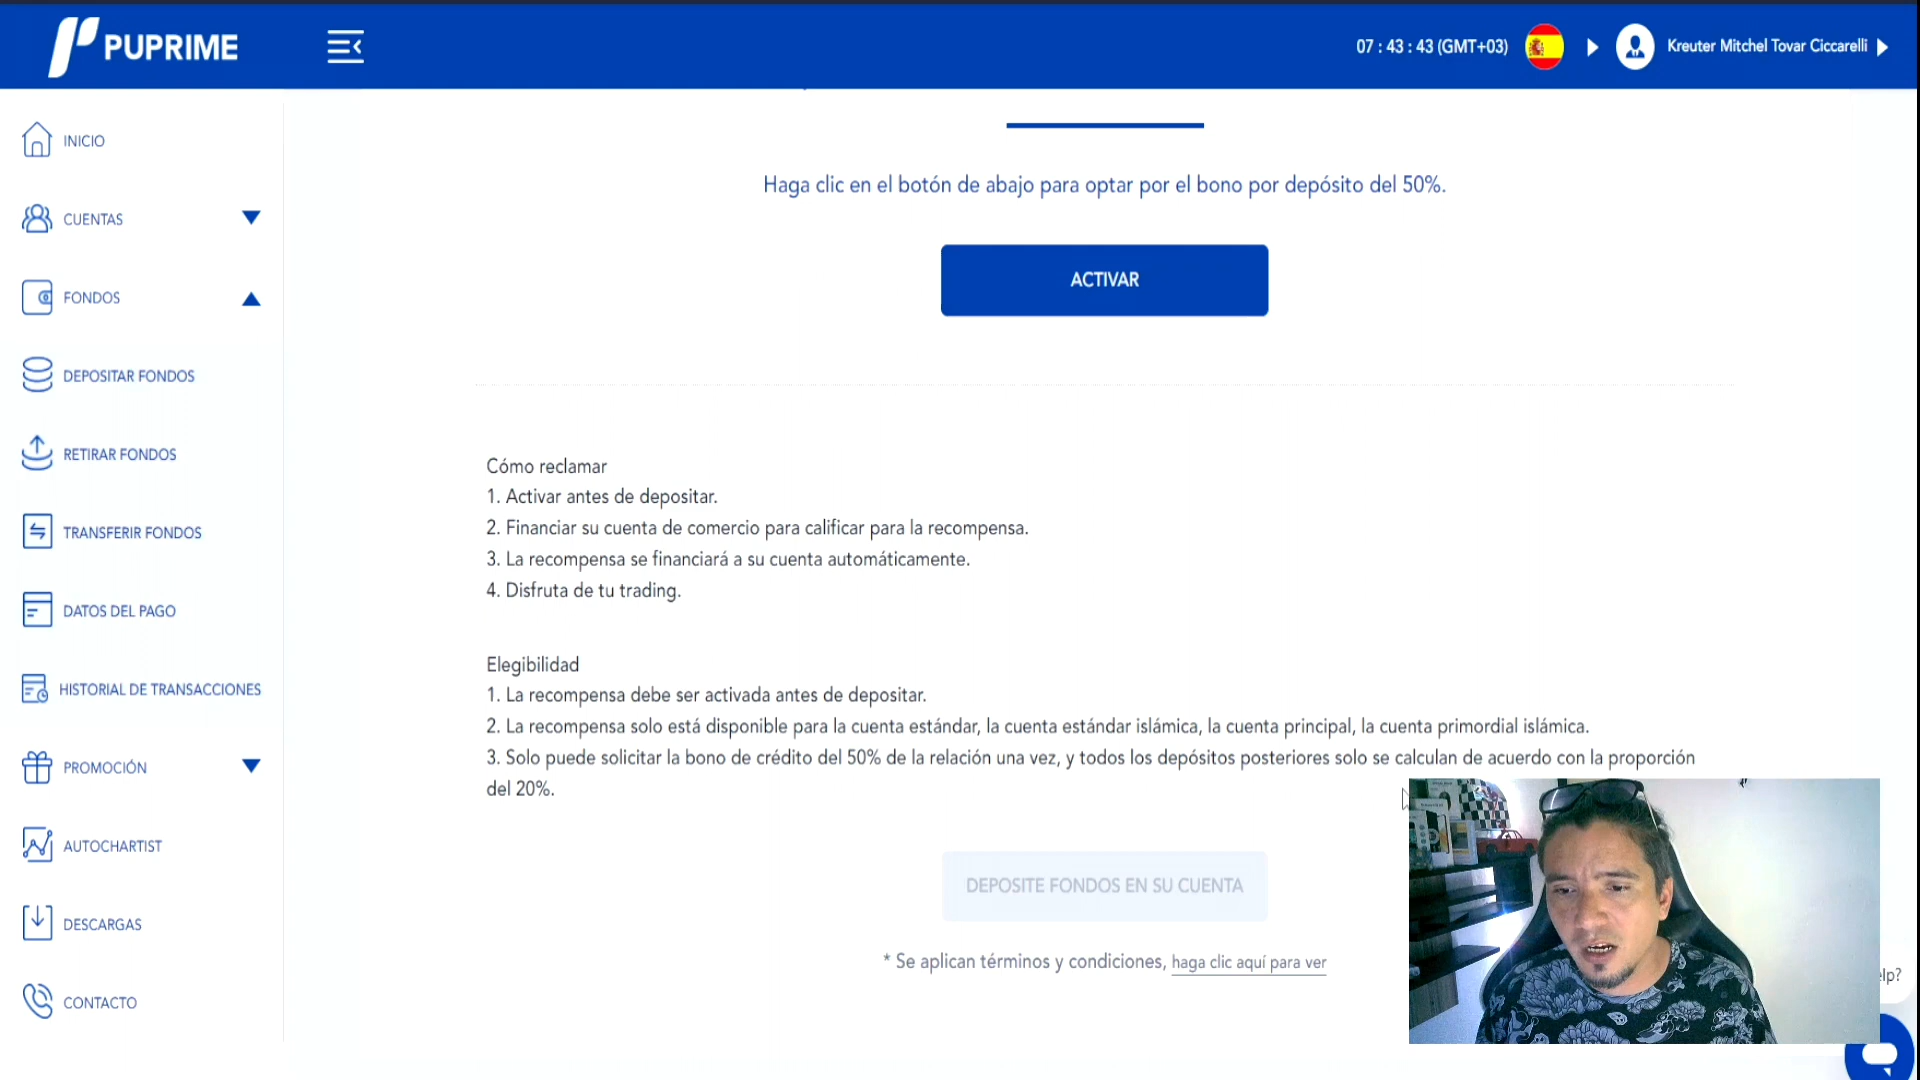 PUPRIME
07 : 43 : 43 (GMT+03)
Kreuter Mitchel Tovar Ciccarelli
INICIO
CUENTAS
FONDOS
DEPOSITAR FONDOS
RETIRAR FONDOS
TRANSFERIR FONDOS
DATOS DEL PAGO
HISTORIAL DE TRANSACCIONES
PROMOCIÓN
AUTOCHARTIST
DESCARGAS
CONTACTO
Haga clic en el botón de abajo para optar por el bono por depósito del 50%.
ACTIVAR
Cómo reclamar
1. Activar antes de depositar.
2. Financiar su cuenta de comercio para calificar para la recompensa.
3. La recompensa se financiará a su cuenta automáticamente.
4. Disfruta de tu trading.
Elegibilidad
1. La recompensa debe ser activada antes de depositar.
2. La recompensa solo está disponible para la cuenta estándar, la cuenta estándar islámica, la cuenta principal, la cuenta primordial islámica.
3. Solo puede solicitar la bono de crédito del 50% de la relación una vez, y todos los depósitos posteriores solo se calculan de acuerdo con la proporción
del 20%.
DEPOSITE FONDOS EN SU CUENTA
* Se aplican términos y condiciones, haga clic aquí para ver
elp?